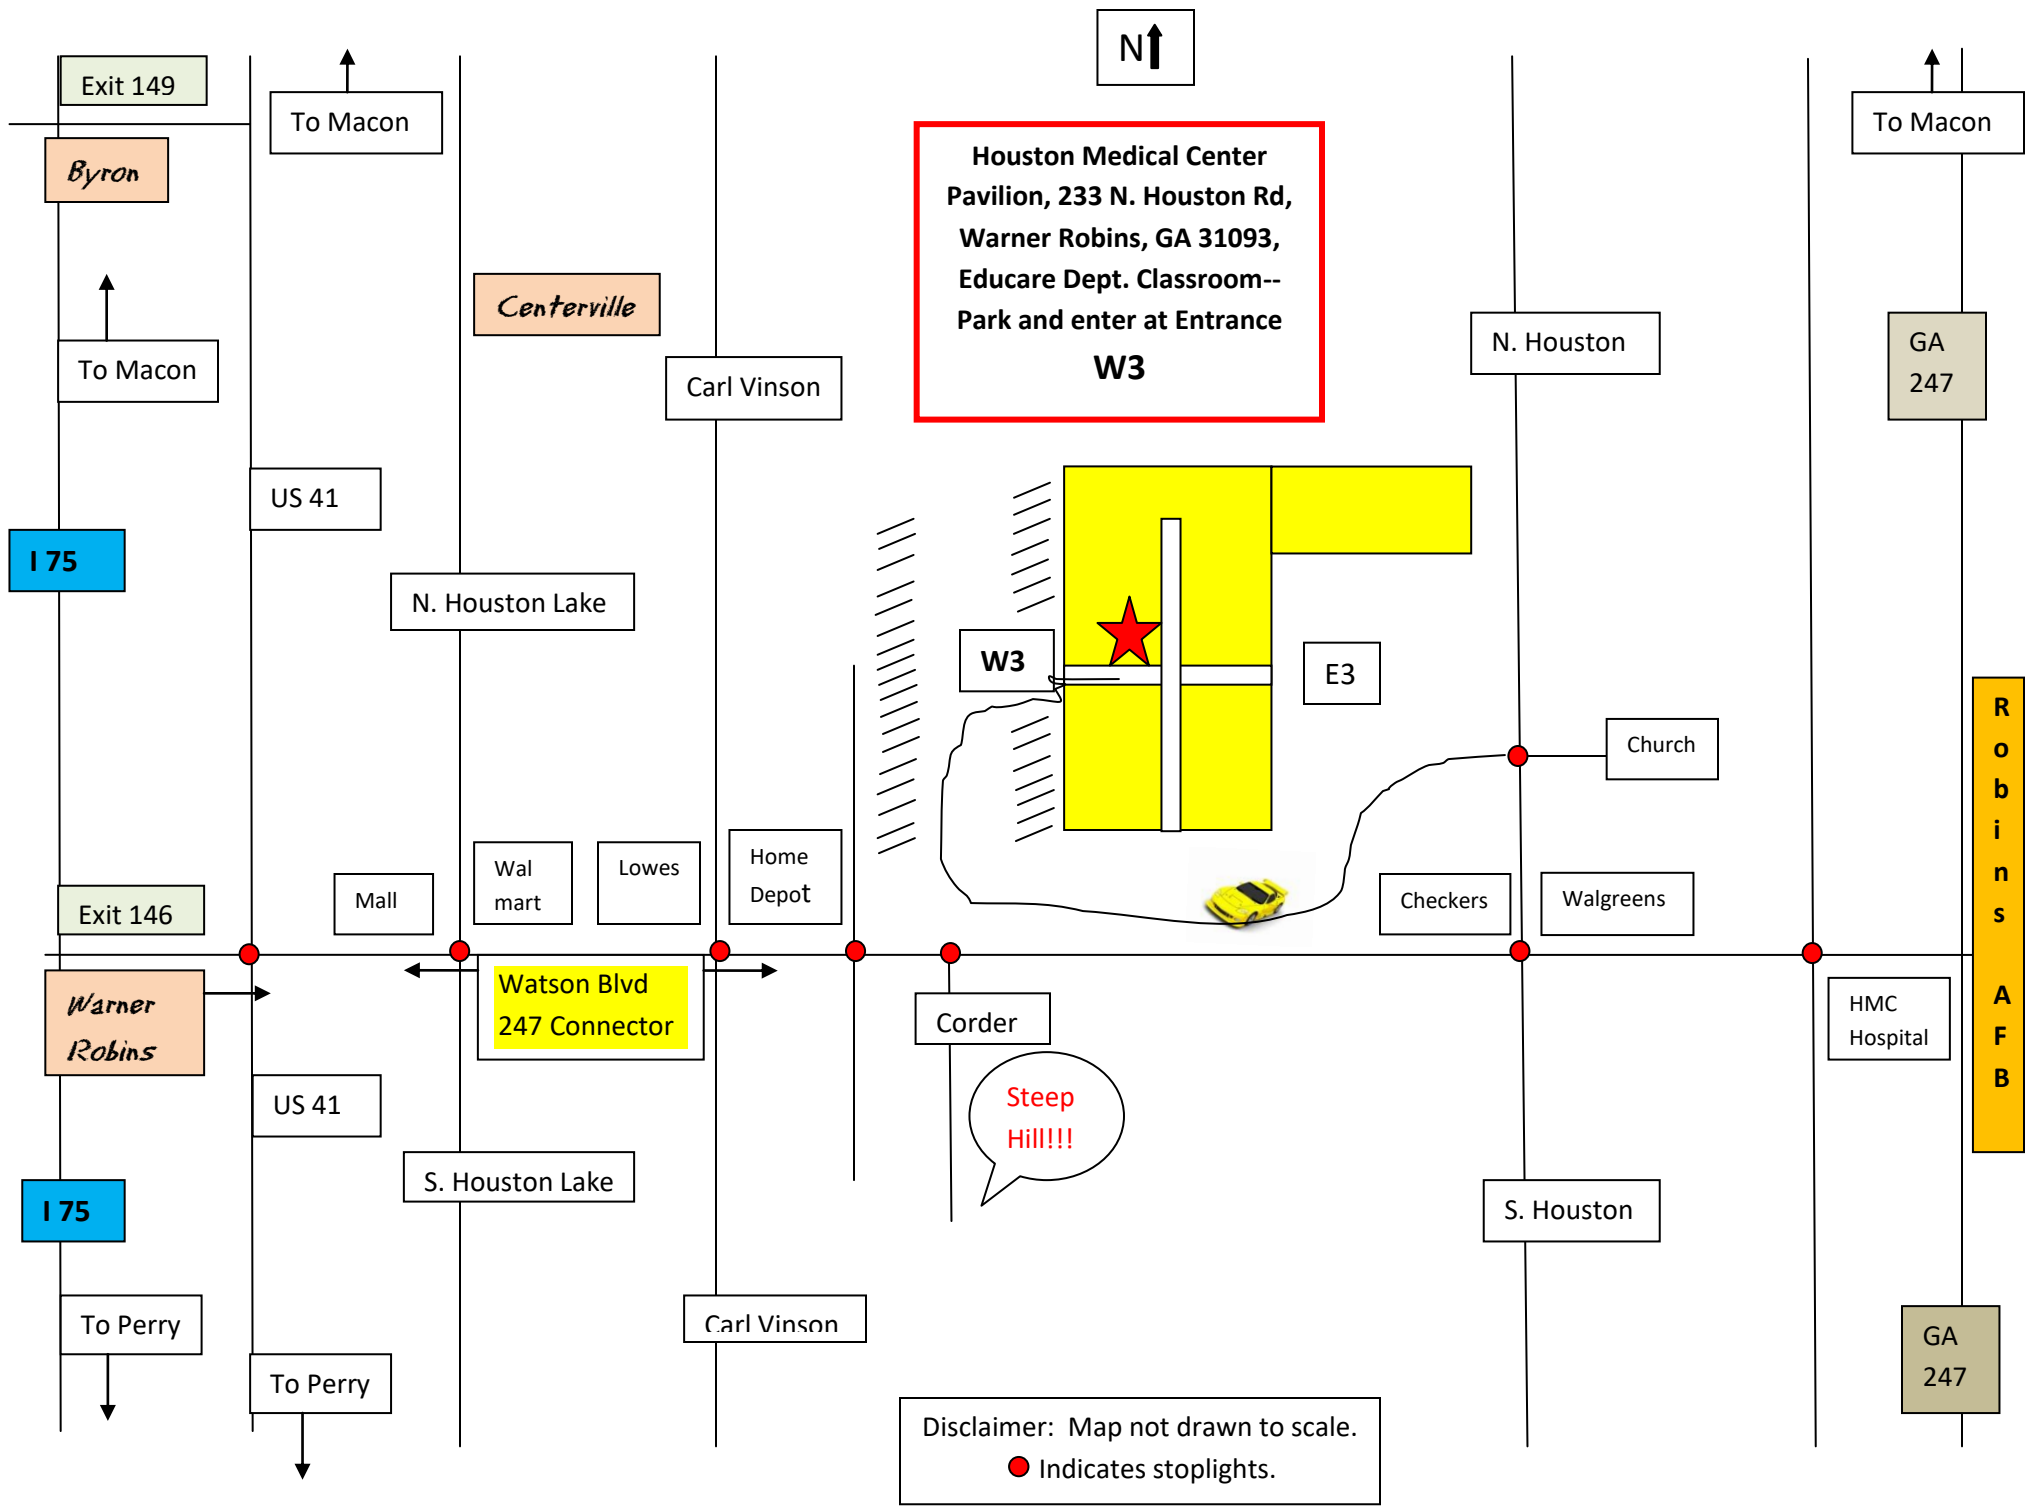 N
Exit 149
To Macon
To Macon
Houston Medical Center
Pavilion, 233 N. Houston Rd,
Warner Robins, GA 31093,
Educare Dept. Classroom--
Park and enter at Entrance
W3
Byron
Centerville
To Macon
Carl Vinson
N. Houston
GA
247
US 41
I 75
N. Houston Lake
W3
E3
Church
Robins AFB
Mall
Wal
mart
Lowes
Home
Depot
Checkers
Walgreens
Exit 146
Warner
Robins
Watson Blvd
247 Connector
Corder
HMC
Hospital
US 41
Steep
Hill!!!
S. Houston Lake
I 75
S. Houston
To Perry
Carl Vinson
GA
247
To Perry
Disclaimer: Map not drawn to scale.
Indicates stoplights.